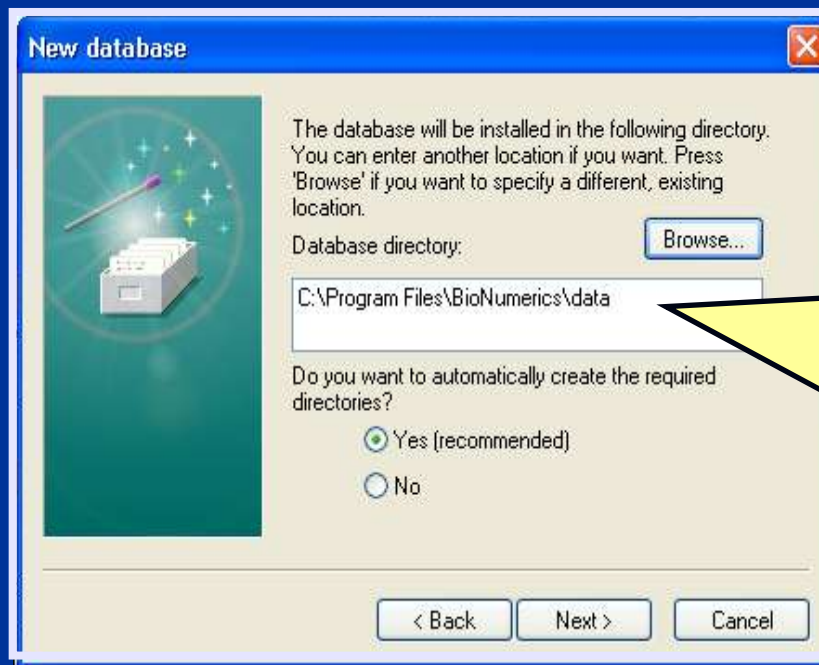 New database
The database will be installed in the following directory.
You can enter another location if you want. Press
'Browse' if you want to specify a different, existing
location.
Database directory:
Browse...
C:\Program Files\BioNumerics\data
Do you want to automatically create the required
directories?
Yes (recommended)
No
< Back
Next >
Cancel